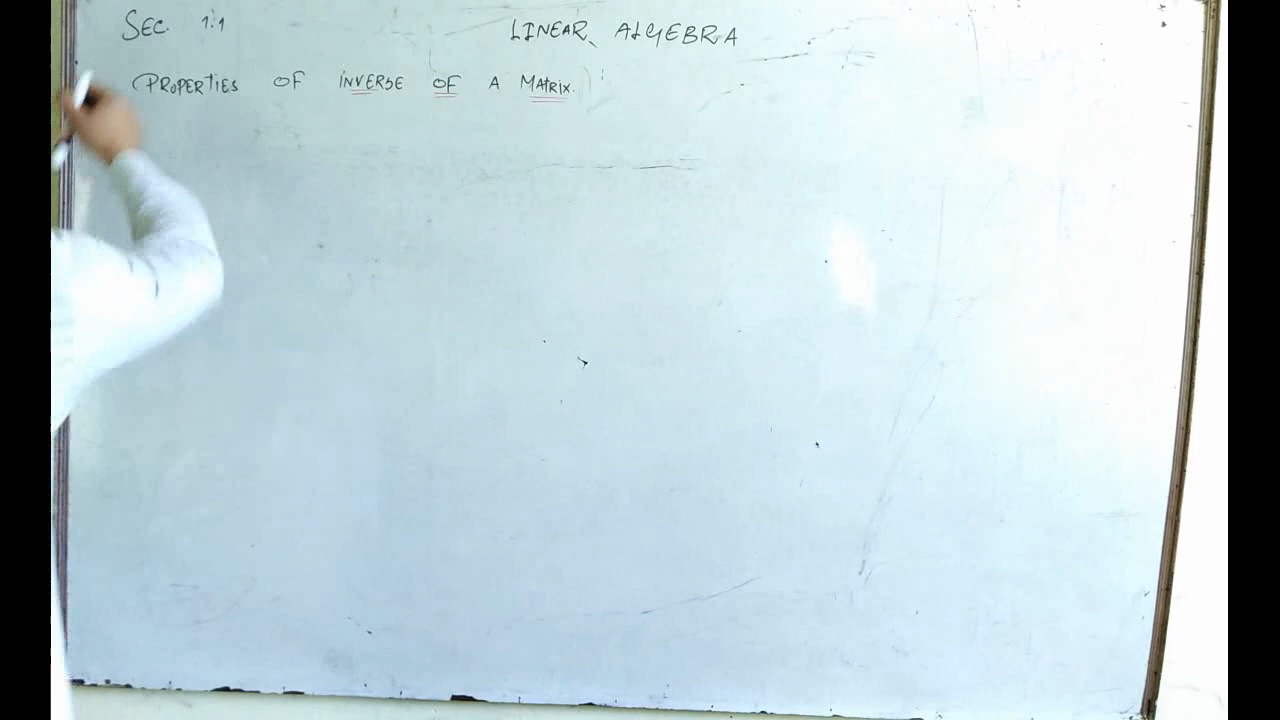 SEC. 1.1
LINEAR ALGEBRA
PROPERTIES OF INVERSE OF A MATRIX.